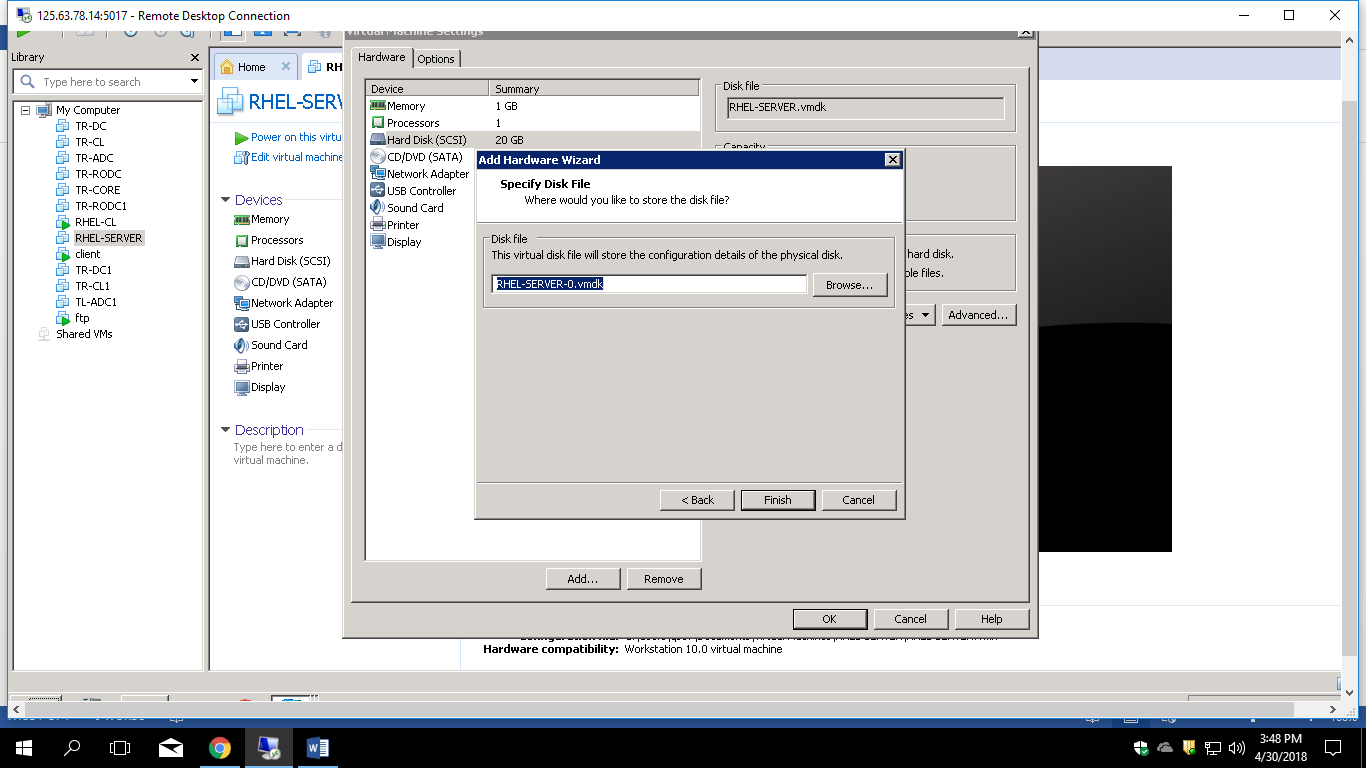 125.63.78.14:5017 - Remote Desktop Connection
Library
Type here to search
My Computer
TR-DC
TR-CL
TR-ADC
TR-RODC
TR-CORE
TR-RODC1
RHEL-CL
RHEL-SERVER
client
TR-DC1
TR-CL1
TL-ADC1
ftp
Shared VMs
Home
RH
RHEL-SERV
Power on this virtu
Edit virtual machine
Devices
Memory
Processors
Hard Disk (SCSI)
CD/DVD (SATA)
Network Adapter
USB Controller
Sound Card
Printer
Display
Description
Type here to enter a d
virtual machine.
Virtual Machine Settings
Hardware
Options
Device Summary
Memory 1 GB
Processors 1
Hard Disk (SCSI) 20 GB
CD/DVD (SATA)
Network Adapter
USB Controller
Sound Card
Printer
Display
Disk file
RHEL-SERVER.vmdk
Capacity
hard disk.
ple files.
es
Advanced...
Add Hardware Wizard
Specify Disk File
Where would you like to store the disk file?
Disk file
This virtual disk file will store the configuration details of the physical disk.
RHEL-SERVER-0.vmdk
Browse...
< Back
Finish
Cancel
Add...
Remove
OK
Cancel
Help
Hardware compatibility: Workstation 10.0 virtual machine
3:48 PM
4/30/2018